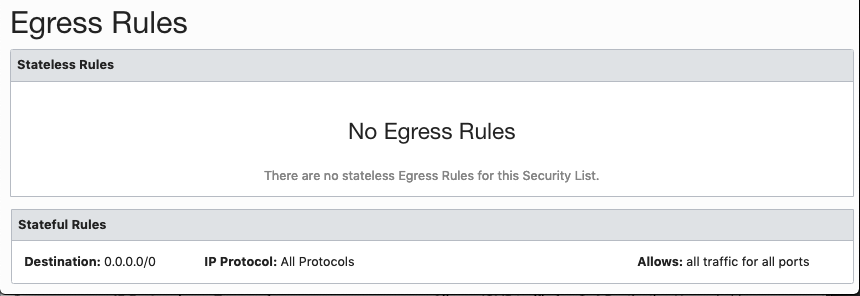 Egress Rules
Stateless Rules
No Egress Rules
There are no stateless Egress Rules for this Security List.
Stateful Rules
Destination: 0.0.0.0/0 IP Protocol: All Protocols Allows: all traffic for all ports